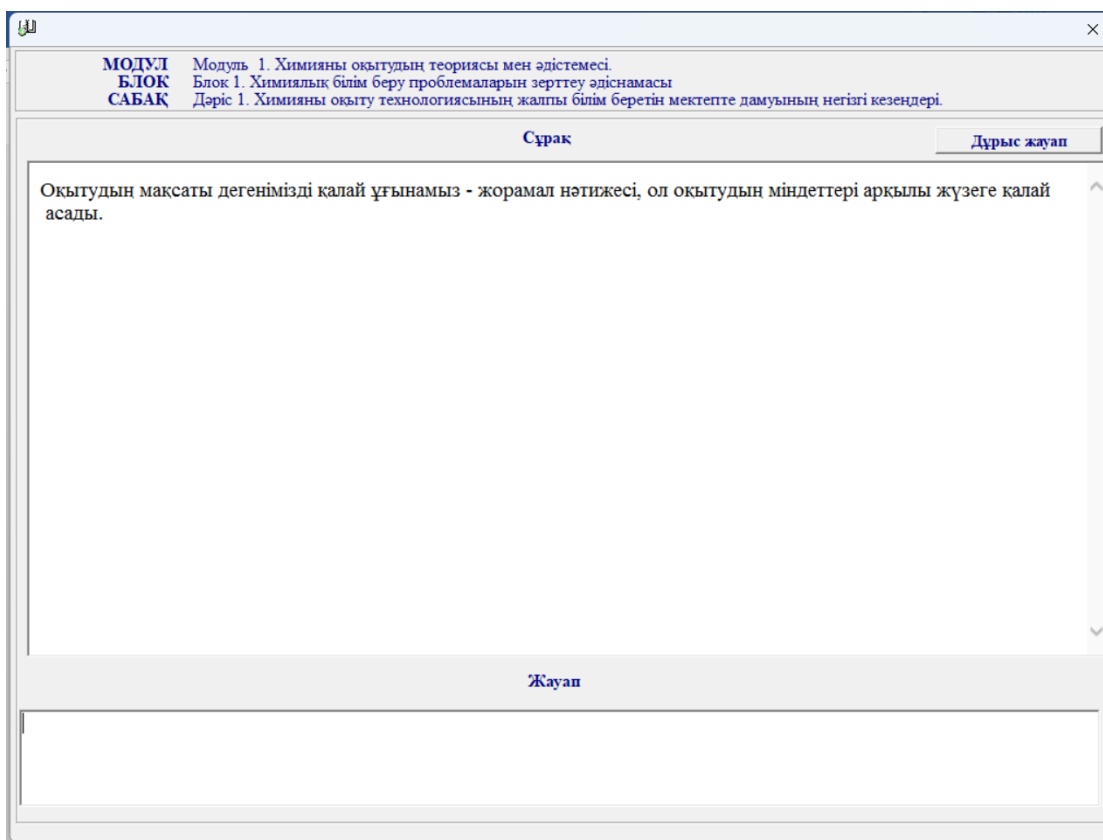 МОДУЛ Модуль 1. Химияны оқытудың теориясы мен әдістемесі.
БЛОК Блок 1. Химиялық білім беру проблемаларын зерттеу әдіснамасы
САБАҚ Дәріс 1. Химияны оқыту технологиясының жалпы білім беретін мектепте дамуының негізгі кезеңдері.
Сұрақ
Дұрыс жауап
Оқытудың мақсаты дегенімізді қалай ұғынамыз - жорамал нәтижесі, ол оқытудың міндеттері арқылы жүзеге қалай
асады.
Жауап